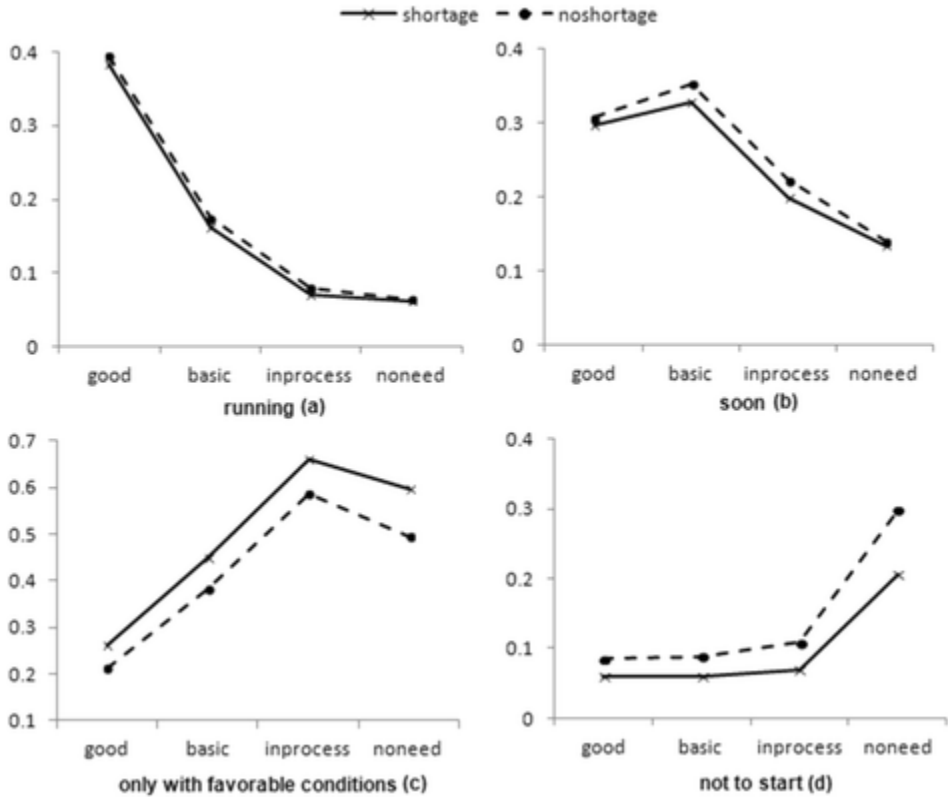 shortage noshortage
0.4
0.3
0.2
0.1
0
good basic inprocess noneed
running (a)
0.4
0.3
0.2
0.1
0
good basic inprocess noneed
soon (b)
0.7
0.6
0.5
0.4
0.3
0.2
0.1
good basic inprocess noneed
only with favorable conditions (c)
0.4
0.3
0.2
0.1
0
good basic inprocess noneed
not to start (d)